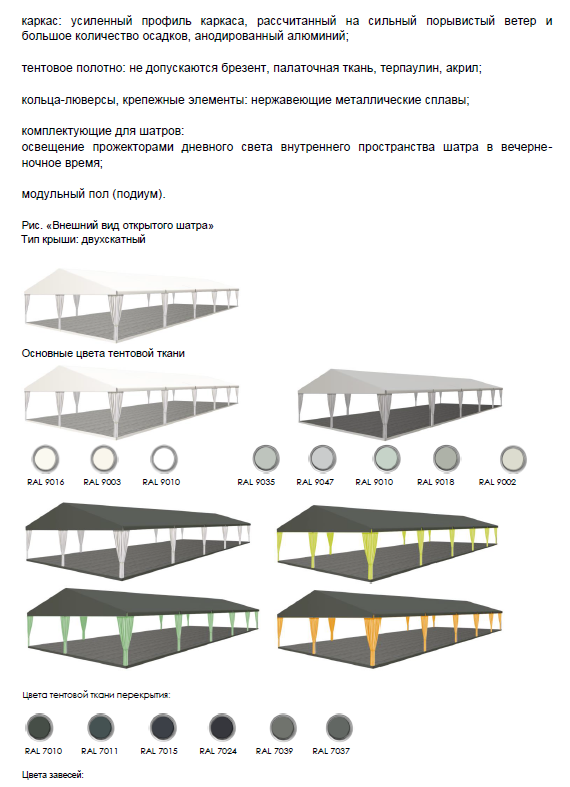 каркас: усиленный профиль каркаса, рассчитанный на сильный порывистый ветер и
большое количество осадков, анодированный алюминий;
тентовое полотно: не допускаются брезент, палаточная ткань, терпаулин, акрил;
кольца-люверсы, крепежные элементы: нержавеющие металлические сплавы;
комплектующие для шатров:
освещение прожекторами дневного света внутреннего пространства шатра в вечерне-
ночное время;
модульный пол (подиум).
Рис. «Внешний вид открытого шатра»
Тип крыши: двухскатный
Основные цвета тентовой ткани
RAL 9016 RAL 9003 RAL 9010 RAL 9035 RAL 9047 RAL 9010 RAL 9018 RAL 9002
Цвета тентовой ткани перекрытия:
RAL 7010 RAL 7011 RAL 7015 RAL 7024 RAL 7039 RAL 7037
Цвета завесей: